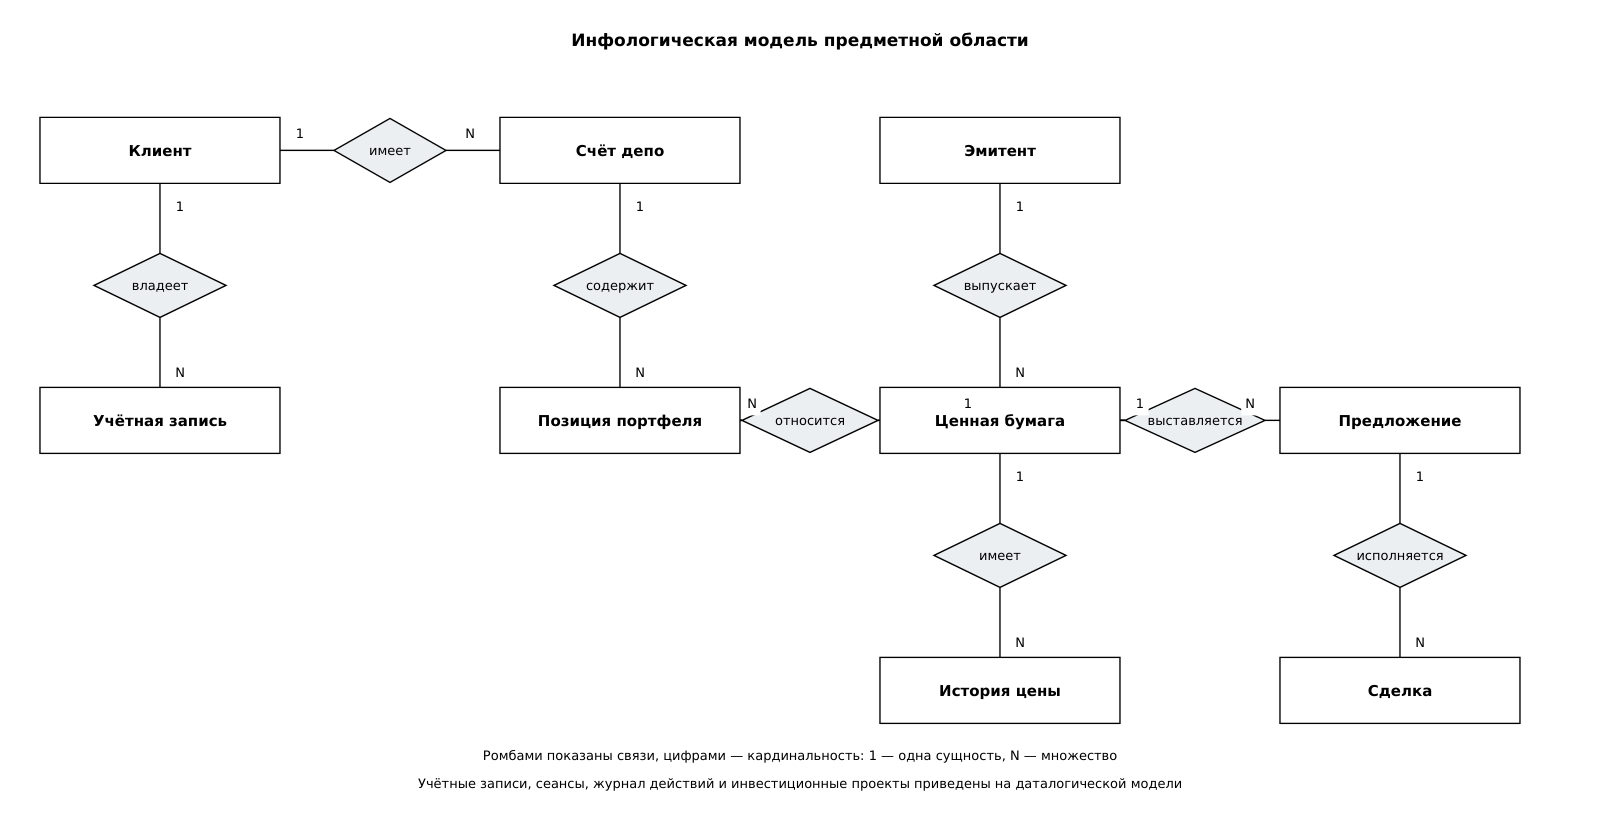 Инфологическая модель предметной области
Клиент
1
имеет
N
Счёт депо
Эмитент
1
1
1
владеет
содержит
выпускает
N
N
N
Учётная запись
Позиция портфеля
N
относится
1
Ценная бумага
1
выставляется
N
Предложение
1
1
имеет
исполняется
N
N
История цены
Сделка
Ромбами показаны связи, цифрами — кардинальность: 1 — одна сущность, N — множество
Учётные записи, сеансы, журнал действий и инвестиционные проекты приведены на даталогической модели